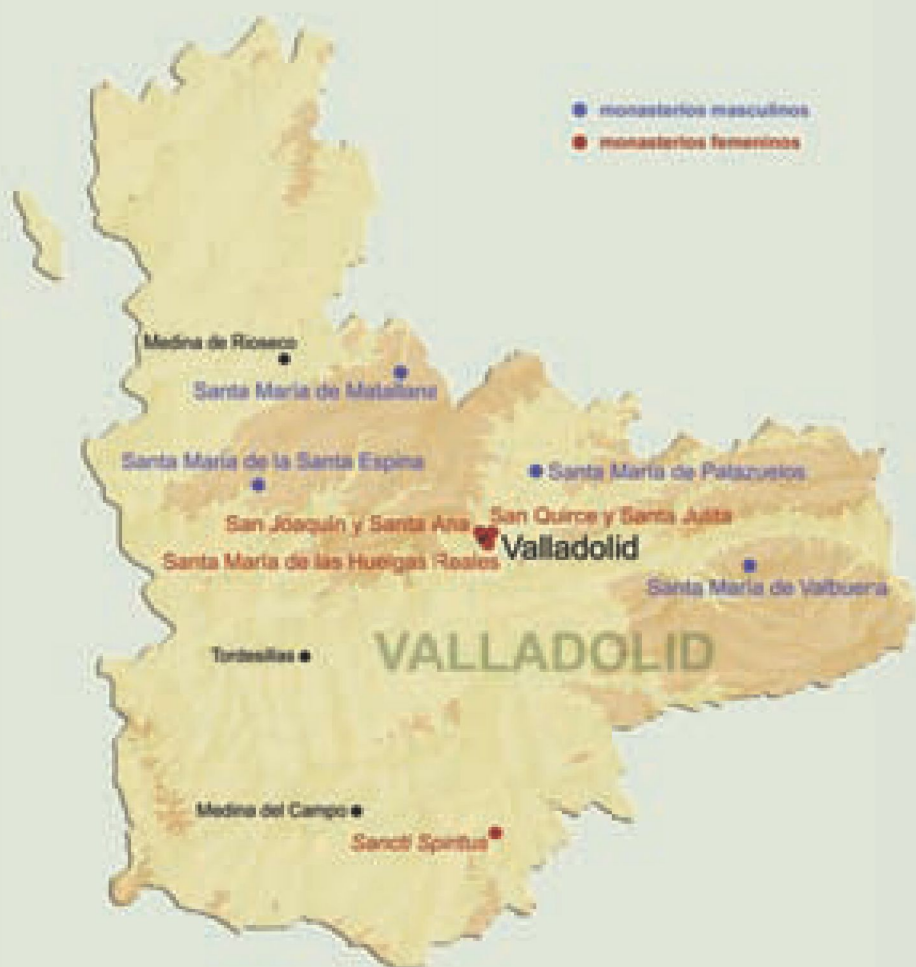 monasterios masculinos
monasterios femeninos
Medina de Rioseco
Santa María de Matallana
Santa María de la Santa Espina
Santa María de Palazuelos
San Joaquín y Santa Ana
San Quirce y Santa Julita
Valladolid
Santa María de las Huelgas Reales
Santa María de Valbuena
Tordesillas
VALLADOLID
Medina del Campo
Sancti Spiritus